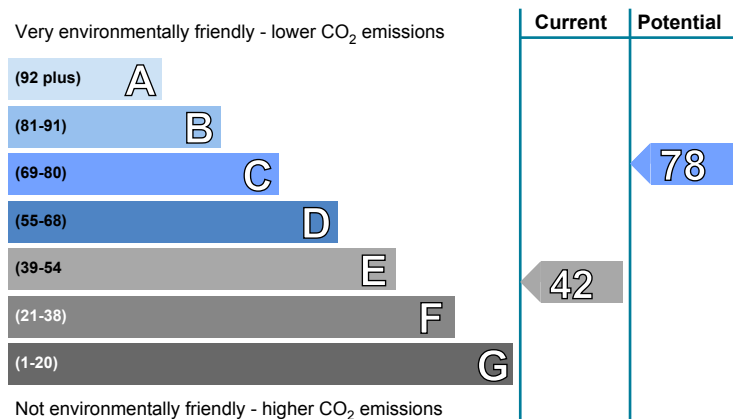 Very environmentally friendly - lower CO₂ emissions
Current
Potential
(92 plus) A
(81-91) B
(69-80) C
78
(55-68) D
(39-54 E
42
(21-38) F
(1-20) G
Not environmentally friendly - higher CO₂ emissions